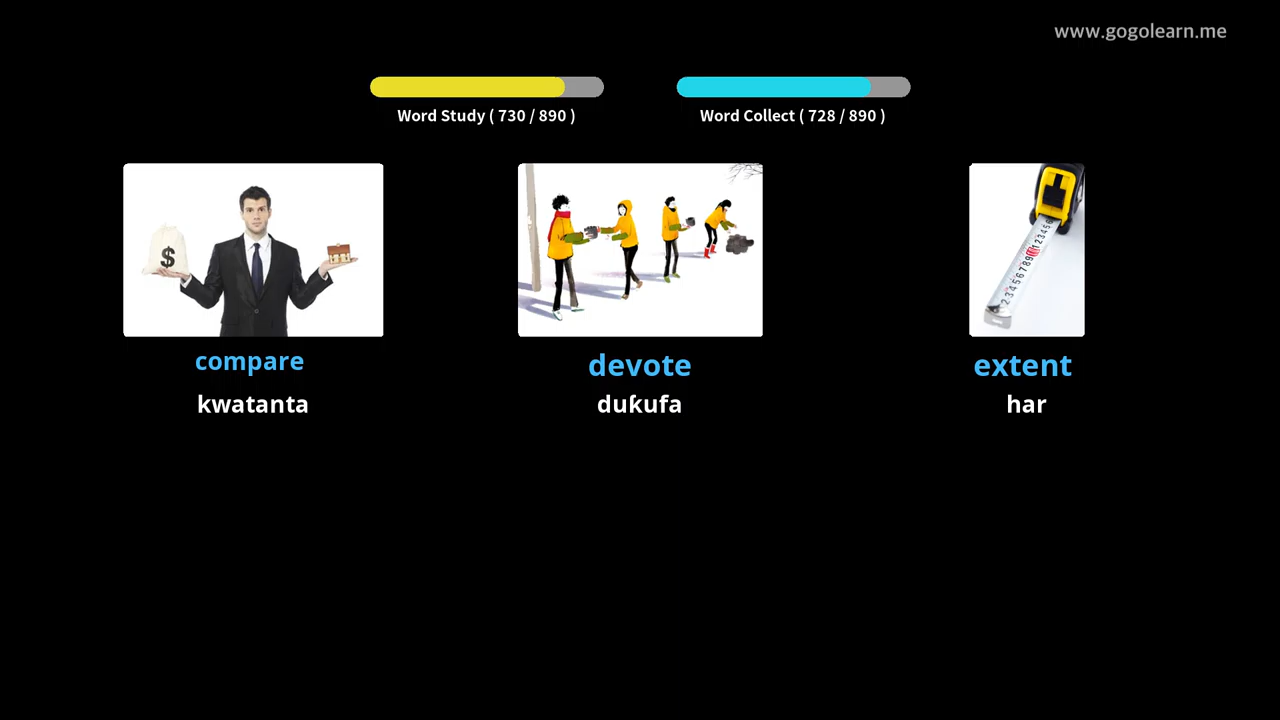 www.gogolearn.me
Word Study ( 730 / 890 )
Word Collect ( 728 / 890 )
$
compare
devote
extent
kwatanta
duƙufa
har